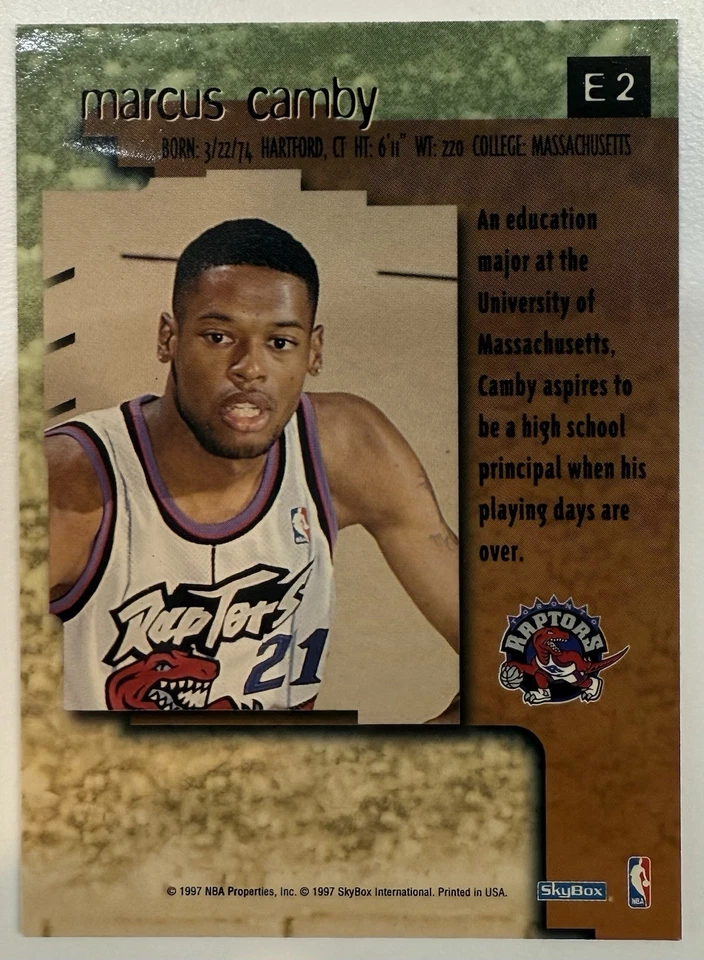 marcus camby
E 2
BORN: 3/22/74 HARTFORD, CT HT: 6'11" WT: 220 COLLEGE: MASSACHUSETTS
An education
major at the
University of
Massachusetts,
Camby aspires to
be a high school
principal when his
playing days are
over.
NBA
RapTorS
21
TORONTO
RAPTORS
© 1997 NBA Properties, Inc. © 1997 SkyBox International. Printed in USA.
SkyBox
NBA